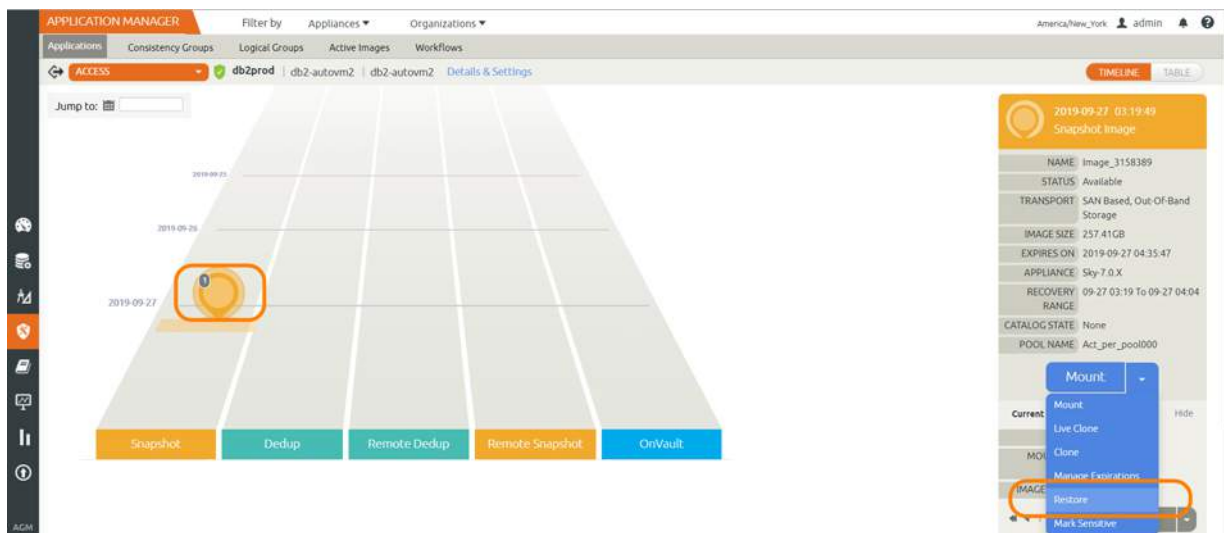 APPLICATION MANAGER Filter by Appliances Organizations America/New_York admin
Applications Consistency Groups Logical Groups Active Images Workflows
ACCESS db2prod db2-autovm2 db2-autovm2 Details & Settings TIMELINE TABLE
Jump to:
2019-09-27 03:19:49
Snapshot Image
NAME Image_3158389
STATUS Available
TRANSPORT SAN Based, Out-Of-Band
Storage
IMAGE SIZE 257.41GB
EXPIRES ON 2019-09-27 04:35:47
APPLIANCE Sky-7.0.X
RECOVERY 09-27 03:19 To 09-27 04:04
RANGE
CATALOG STATE None
POOL NAME Act_per_pool000
2019-09-25
2019-09-26
1
2019-09-27
Snapshot Dedup Remote Dedup Remote Snapshot OnVault
Mount
Current Hide
Mount
Live Clone
Clone
Manage Expirations
IMAGE
Restore
Mark Sensitive
AGM